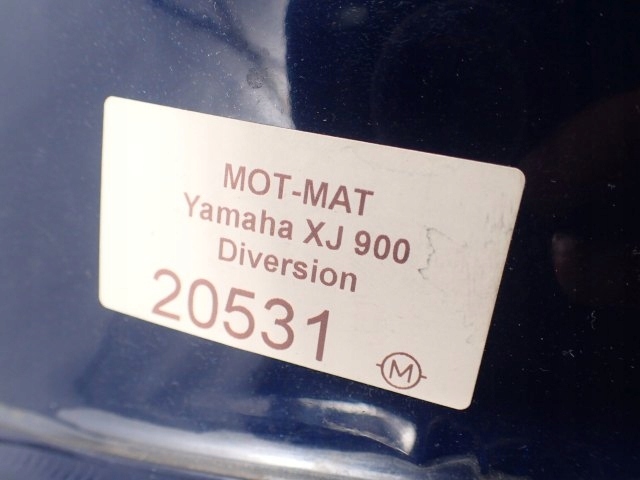 MOT-MAT
Yamaha XJ 900
Diversion
20531
M